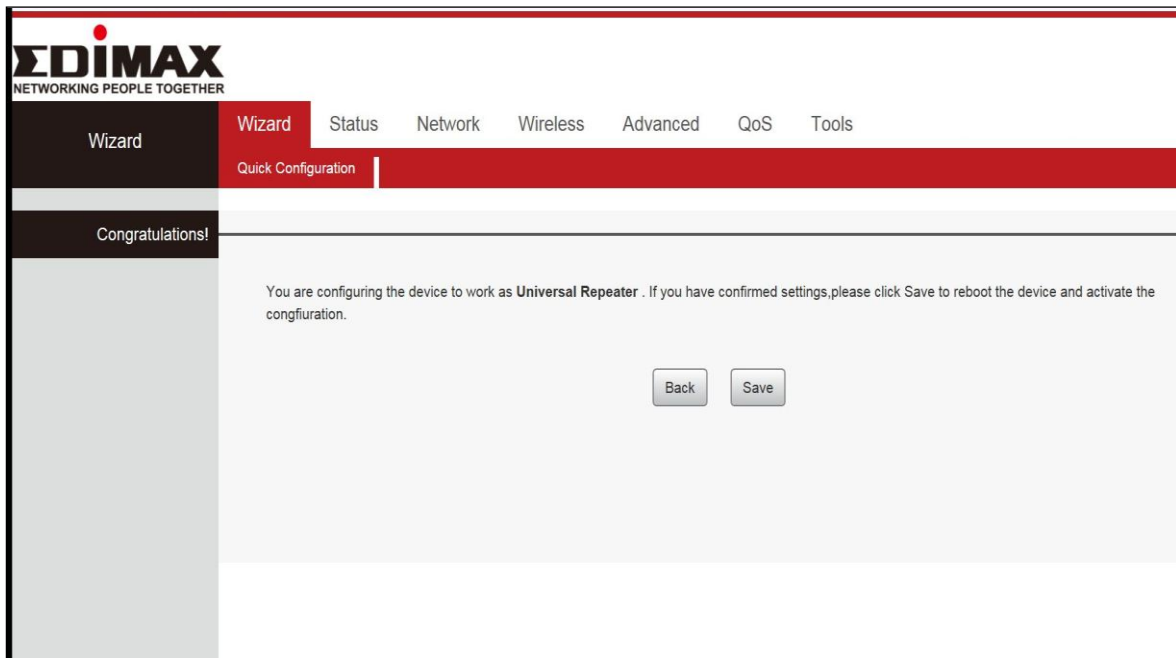 EDIMAX
NETWORKING PEOPLE TOGETHER
Wizard
Wizard Status Network Wireless Advanced QoS Tools
Quick Configuration
Congratulations!
You are configuring the device to work as Universal Repeater . If you have confirmed settings,please click Save to reboot the device and activate the
congfiuration.
Back Save